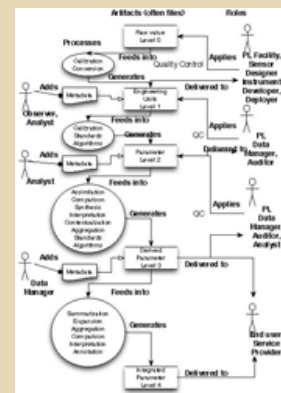 Artifacts (often files)
Roles
Processes
Raw value
Level 0
Feeds into
Quality Control
Applies
PI, Facility,
Sensor
Designer
Instrument
Developer,
Deployer
Calibration
Conversion
Generates
Adds
Metadata
Engineering
Units
Level 1
Delivered to
Observer,
Analyst
Feeds into
Calibration
Standards
Algorithms
Generates
QC
Applies
PI,
Data
Manager,
Auditor
Adds
Metadata
Parameter
Level 2
Delivered to
Analyst
Feeds into
Assimilation
Comparison
Synthesis
Interpretation
Contextualization
Aggregation
Standards
Algorithms
Generates
QC
Applies
PI,
Data
Manager,
Auditor,
Analyst
Adds
Metadata
Derived
Parameter
Level 3
Delivered to
Data
Manager
Feeds into
Summarization
Expansion
Aggregation
Comparison
Interpretation
Annotation
Generates
End user
Service
Provider
Integrated
Parameter
Level 4
Delivered to